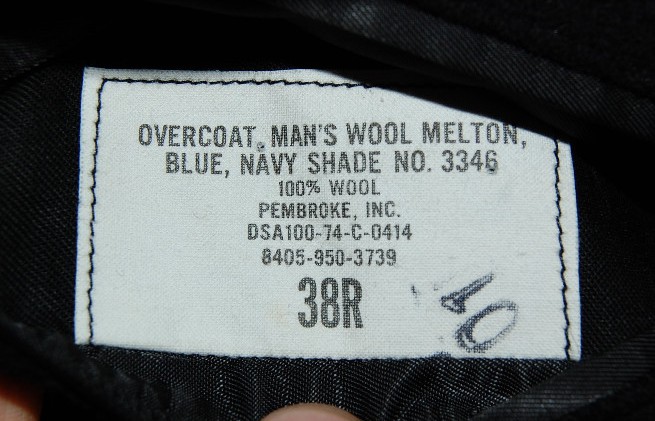 OVERCOAT, MAN'S WOOL MELTON,
BLUE, NAVY SHADE NO. 3346
100% WOOL
PEMBROKE, INC.
DSA100-74-C-0414
8405-950-3739
38R